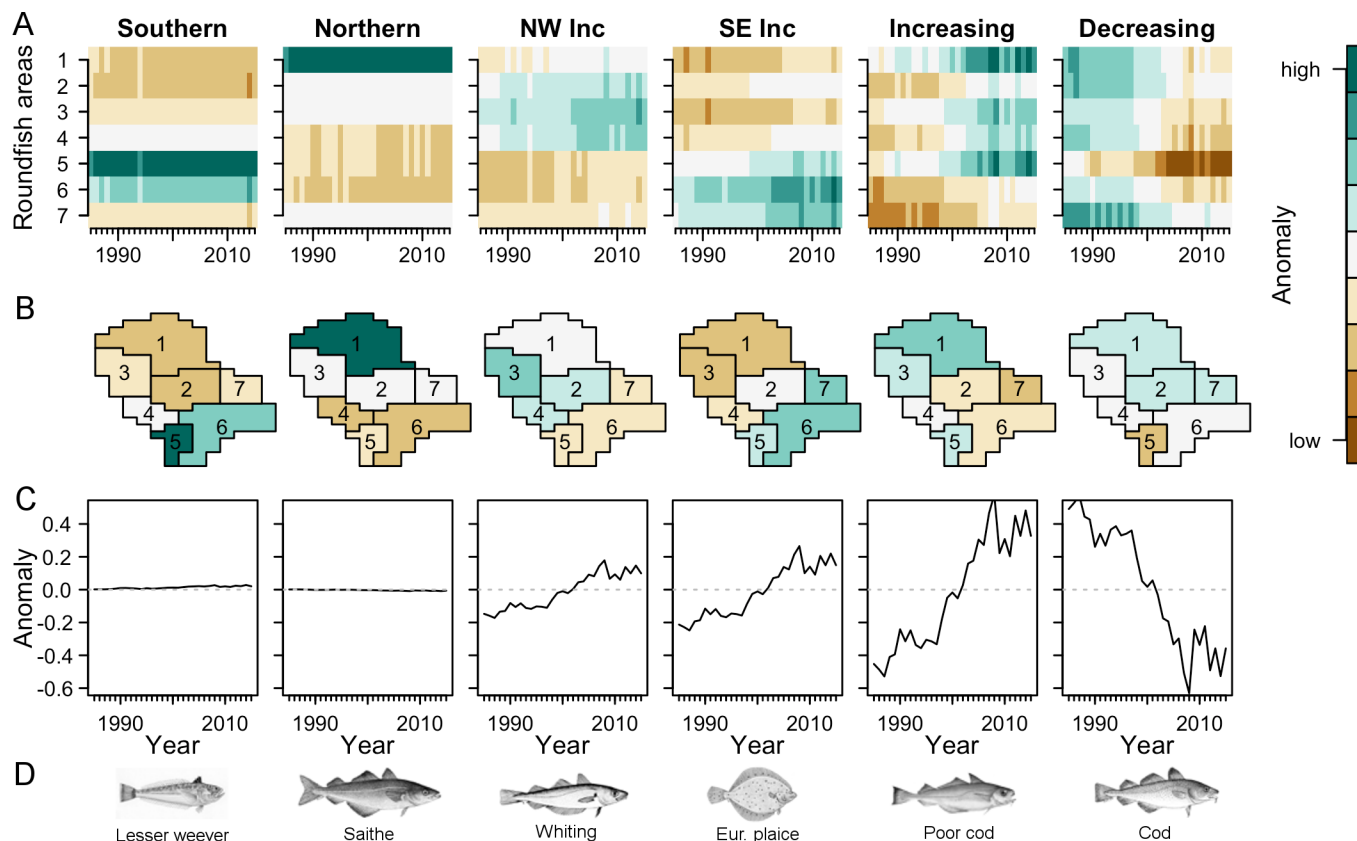 A
Southern Northern NW Inc SE Inc Increasing Decreasing
Roundfish areas
1
2
3
4
5
6
7
1990 2010 1990 2010 1990 2010 1990 2010 1990 2010 1990 2010
high
Anomaly
low
B
1 1 1 1 1 1
3 2 7 3 2 7 3 2 7 3 2 7 3 2 7 3 2 7
4 6 4 6 4 6 4 6 4 6 4 6
5 5 5 5 5 5
C
Anomaly
0.4
0.2
0.0
-0.2
-0.4
-0.6
1990 2010 1990 2010 1990 2010 1990 2010 1990 2010 1990 2010
Year Year Year Year Year Year
D
Lesser weever Saithe Whiting Eur. plaice Poor cod Cod